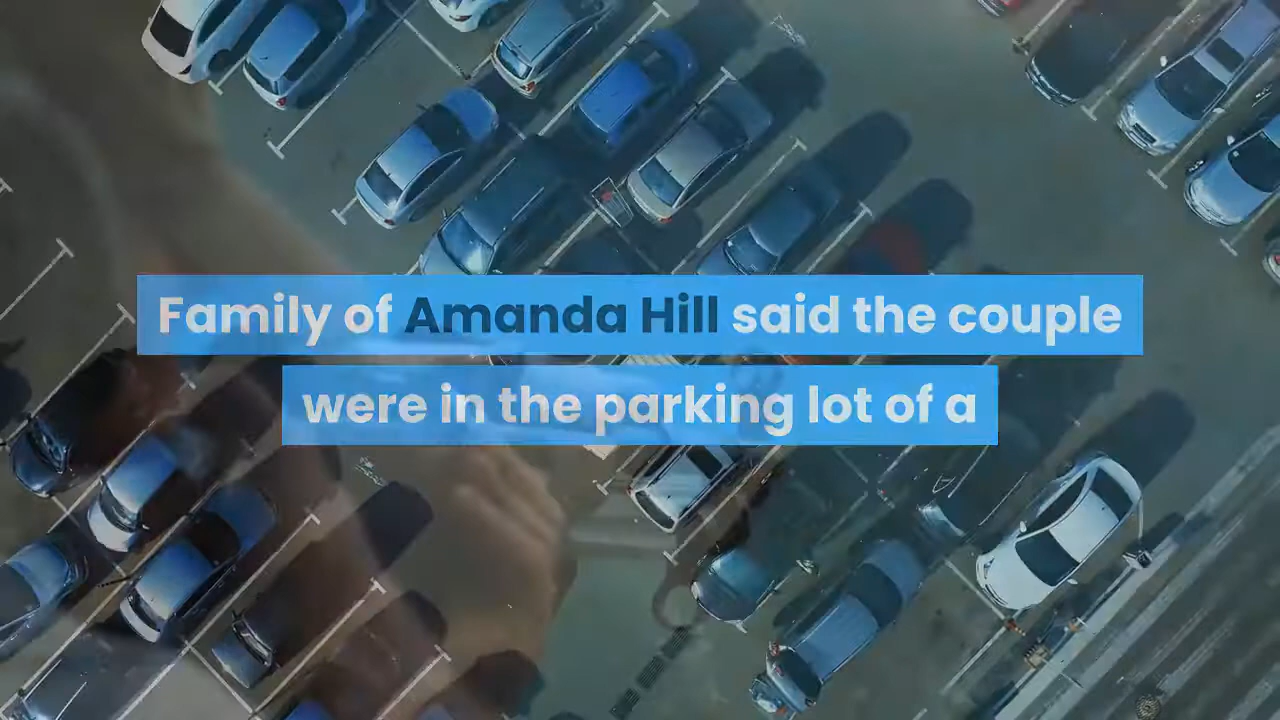 Family of Amanda Hill said the couple
were in the parking lot of a